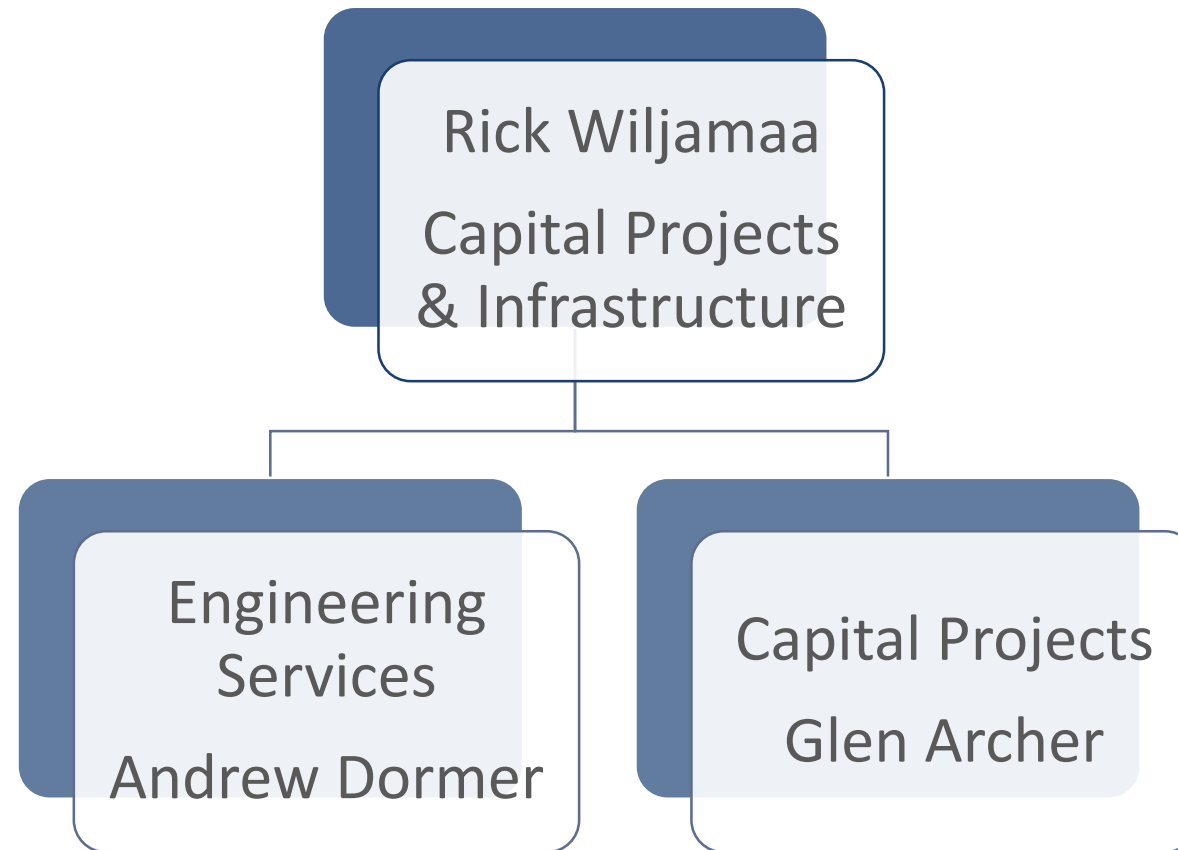 Rick Wiljamaa
Capital Projects
& Infrastructure
Engineering
Services
Andrew Dormer
Capital Projects
Glen Archer